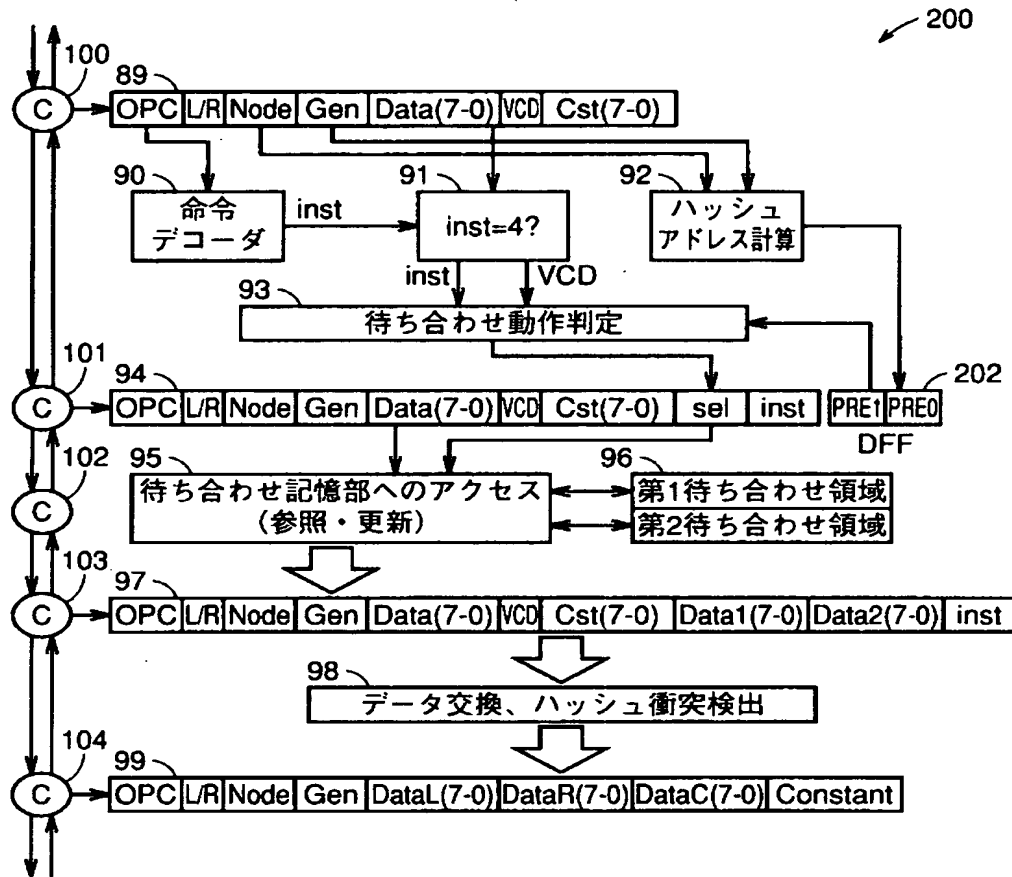 200
100
89
C
OPC L/R Node Gen Data(7-0) VCD Cst(7-0)
90
91
92
命令
デコーダ
inst
inst=4?
ハッシュ
アドレス計算
inst
VCD
93
待ち合わせ動作判定
101
94
202
C
OPC L/R Node Gen Data(7-0) VCD Cst(7-0) sel inst PRE1 PRE0
DFF
102
95
96
C
待ち合わせ記憶部へのアクセス
(参照・更新)
第1待ち合わせ領域
第2待ち合わせ領域
103
97
C
OPC L/R Node Gen Data(7-0) VCD Cst(7-0) Data1(7-0) Data2(7-0) inst
98
データ交換、ハッシュ衝突検出
104
99
C
OPC L/R Node Gen DataL(7-0) DataR(7-0) DataC(7-0) Constant